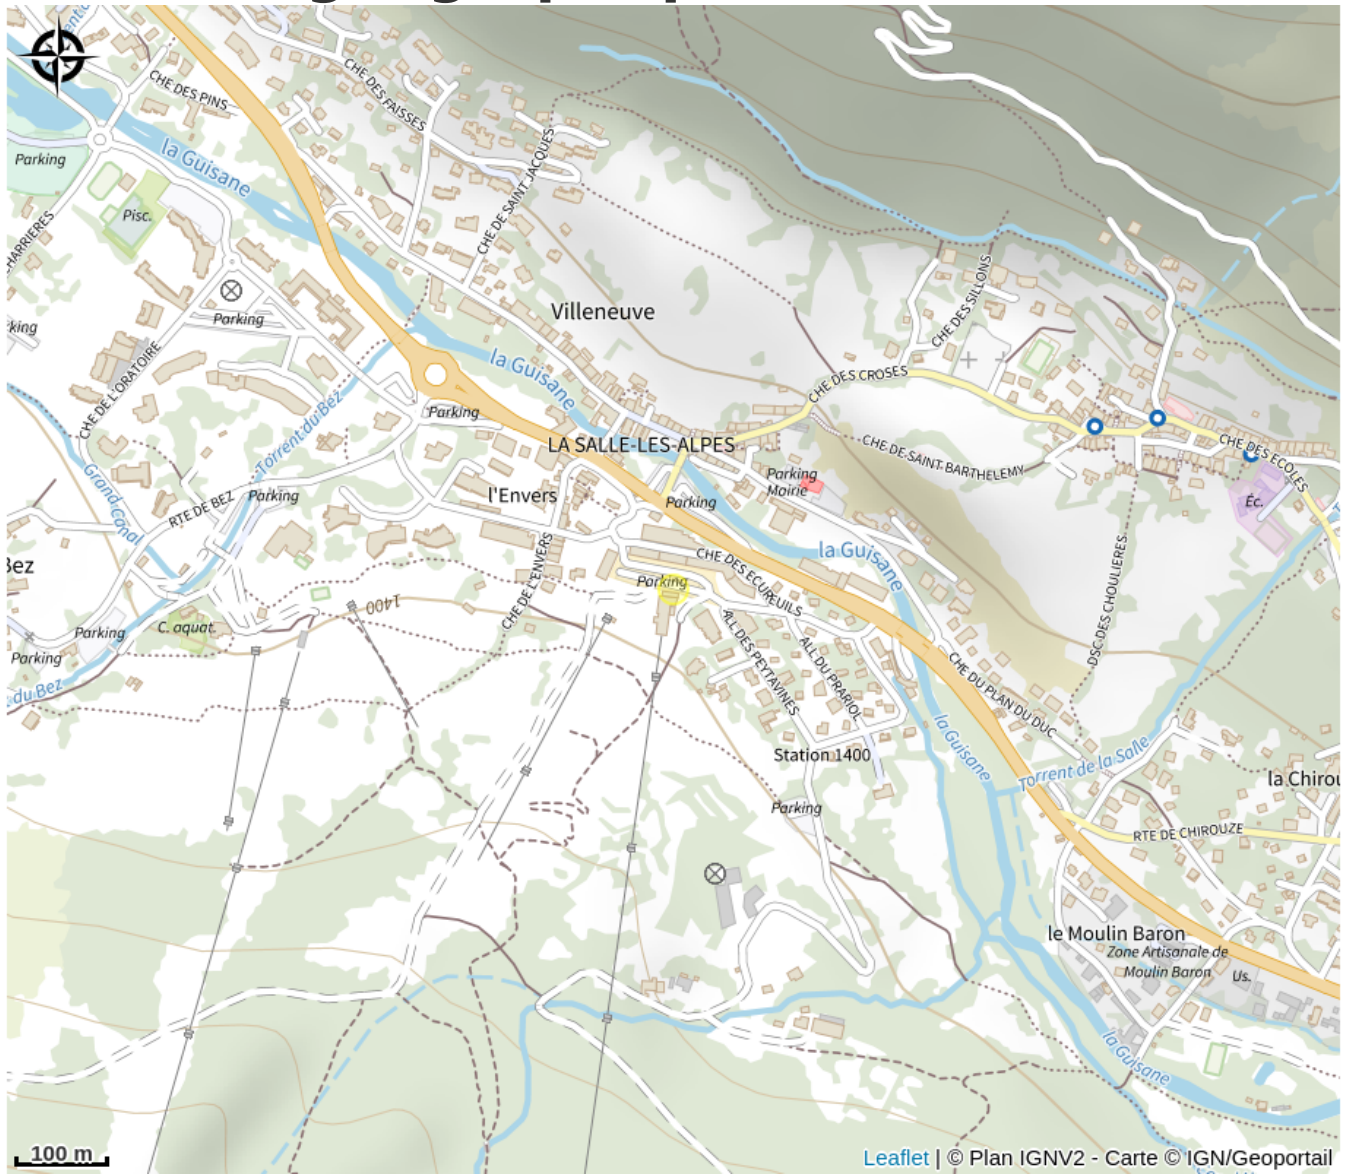 CHE DES PINS
CHE DES FAISSES
la Guisane
Parking
Pisc.
CHE DE SAINT JACQUES
HARRIERES
Villeneuve
CHE DES SILLONS
Parking
king
CHE DE L'ORATOIRE
la Guisane
CHE DES CROSES
Torrent du Bez
Parking
LA SALLE-LES-ALPES
CHE DE SAINT BARTHELEMY
CHE DES ECOLES
Grand Canal
RTE DE BEZ
Parking
l'Envers
Parking
Parking
Mairie
Éc.
la Guisane
Bez
CHE DE L'ENVERS
CHE DES ECUREUILS
Parking
DSC DES CHOULIERES
1400
C. aquat.
Parking
Parking
du Bez
ALL DES PEYTAVINES
ALL DU PRARIOL
CHE DU PLAN DU DUC
la Guisane
Station 1400
Torrent de la Salle
la Chirou
Parking
RTE DE CHIROUZE
le Moulin Baron
Zone Artisanale de
Moulin Baron
Us.
la Guisane
100 m
Leaflet | © Plan IGNV2 - Carte © IGN/Geoportail